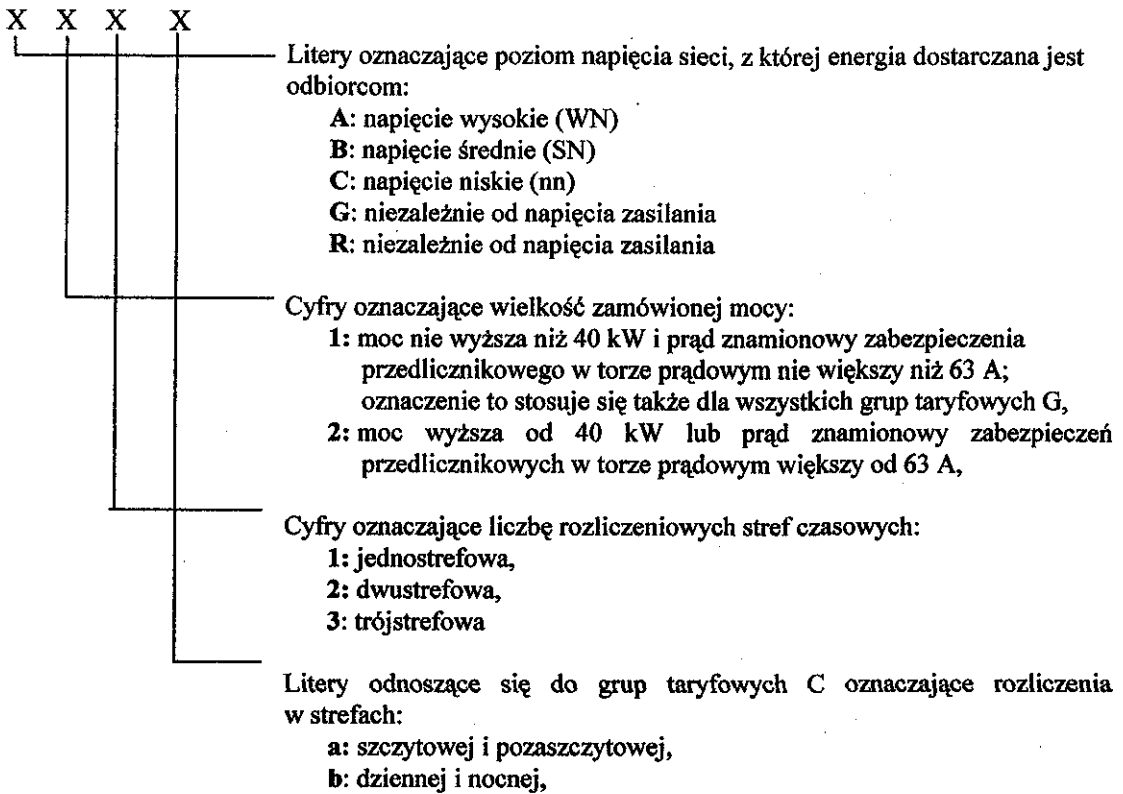 X X X X
Litery oznaczające poziom napięcia sieci, z której energia dostarczana jest
odbiorcom:
A: napięcie wysokie (WN)
B: napięcie średnie (SN)
C: napięcie niskie (nn)
G: niezależnie od napięcia zasilania
R: niezależnie od napięcia zasilania
Cyfry oznaczające wielkość zamówionej mocy:
1: moc nie wyższa niż 40 kW i prąd znamionowy zabezpieczenia
przedlicznikowego w torze prądowym nie większy niż 63 A;
oznaczenie to stosuje się także dla wszystkich grup taryfowych G,
2: moc wyższa od 40 kW lub prąd znamionowy zabezpieczeń
przedlicznikowych w torze prądowym większy od 63 A,
Cyfry oznaczające liczbę rozliczeniowych stref czasowych:
1: jednostrefowa,
2: dwustrefowa,
3: trójstrefowa
Litery odnoszące się do grup taryfowych C oznaczające rozliczenia
w strefach:
a: szczytowej i pozaszczytowej,
b: dziennej i nocnej,